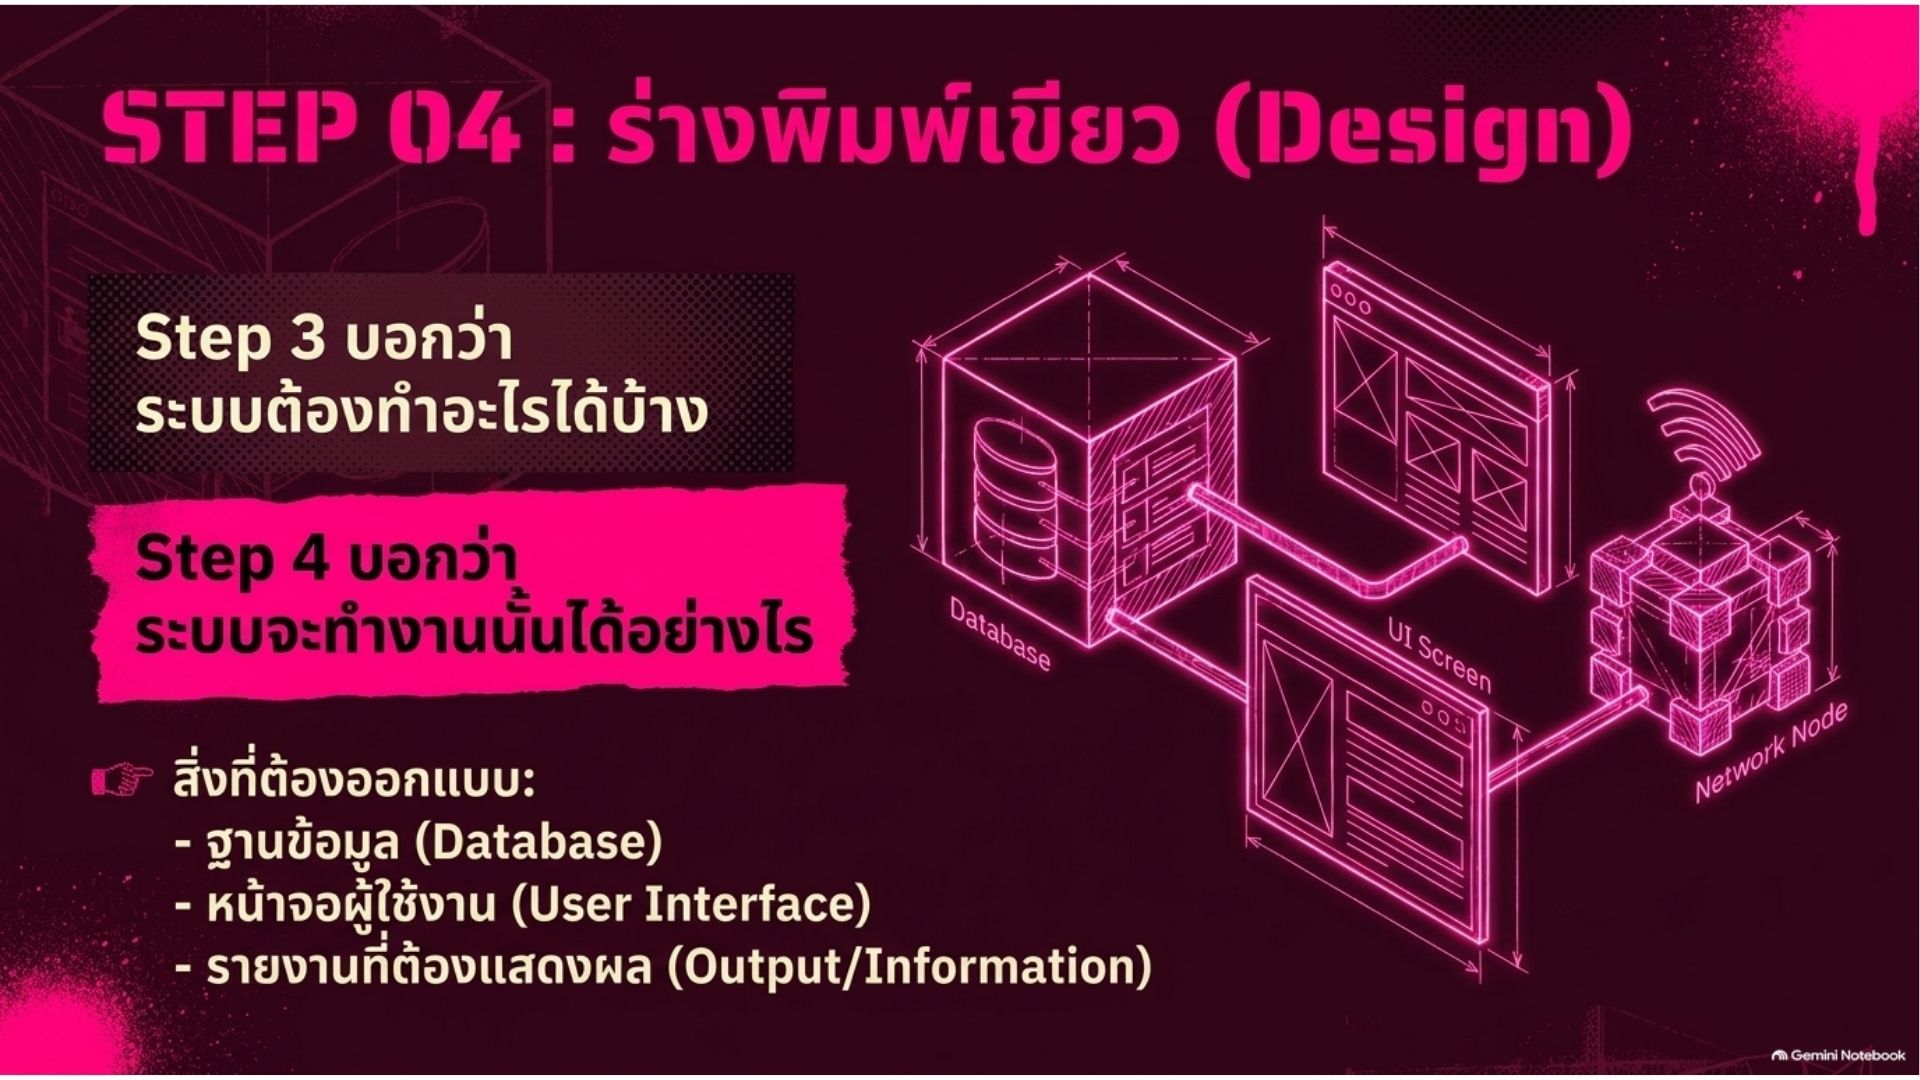 STEP 04 : ร่างพิมพ์เขียว (Design)
Step 3 บอกว่า
ระบบต้องทำอะไรได้บ้าง
Step 4 บอกว่า
ระบบจะทำงานนั้นได้อย่างไร
สิ่งที่ต้องออกแบบ:
- ฐานข้อมูล (Database)
- หน้าจอผู้ใช้งาน (User Interface)
- รายงานที่ต้องแสดงผล (Output/Information)
Database
UI Screen
Network Node
Gemini Notebook